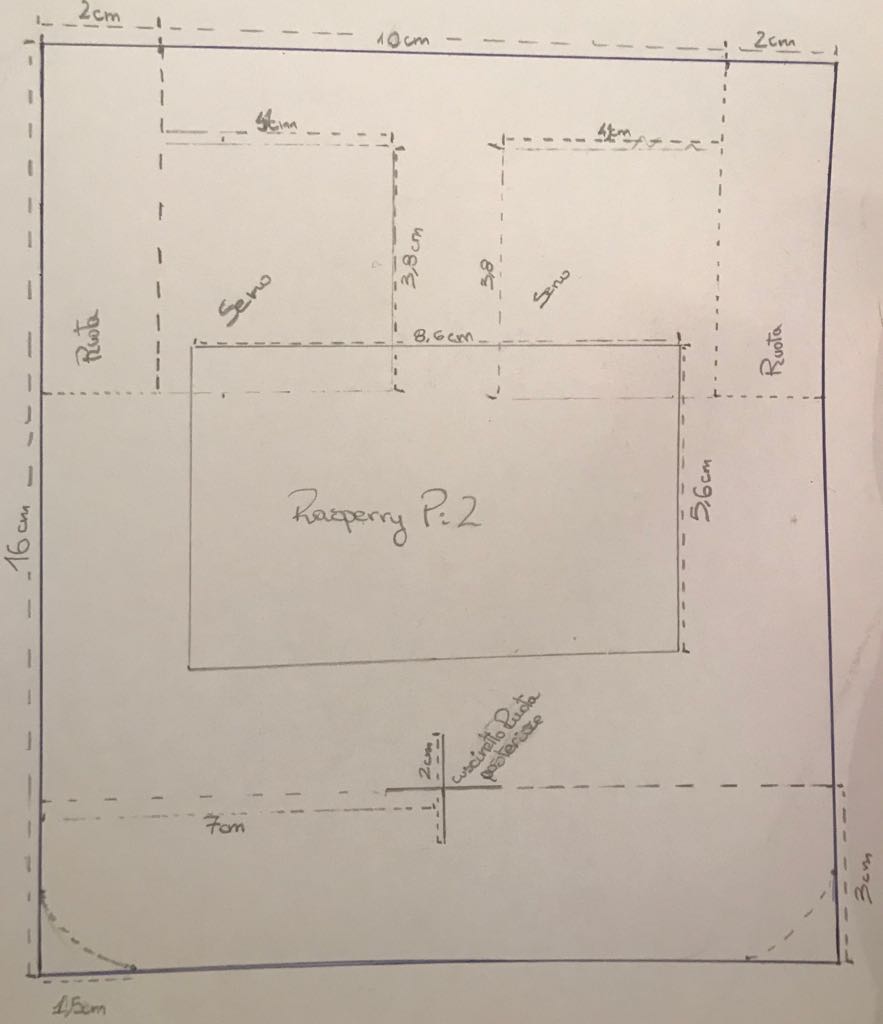 2cm
10cm
2cm
4cm
4cm
3,8cm
3,8
Servo
Servo
Ruota
Ruota
8,6cm
16cm
Rasperry Pi 2
5,6cm
2cm
cuscinetto Ruota
posteriore
7cm
3cm
1,5cm